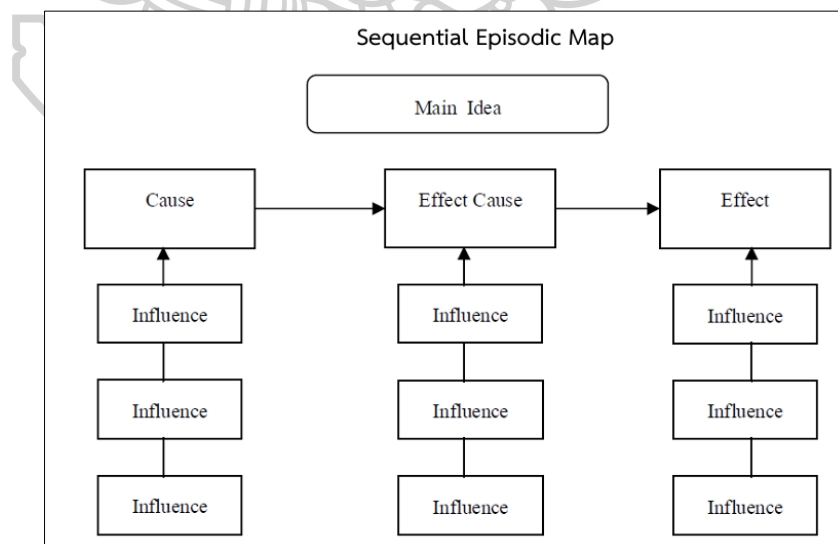 Sequential Episodic Map
Main Idea
Cause Effect Cause Effect
Influence Influence Influence
Influence Influence Influence
Influence Influence Influence